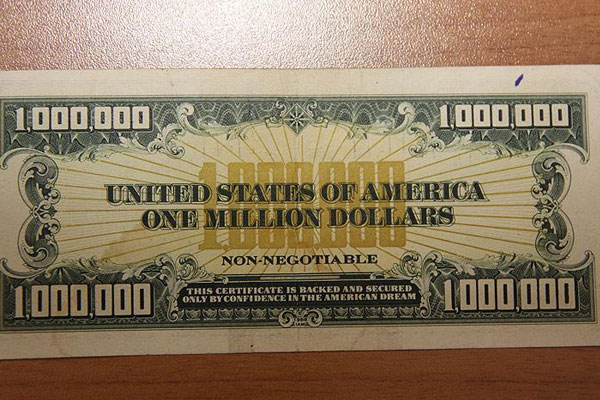 1,000,000 1,000,000
1,000,000
UNITED STATES OF AMERICA
ONE MILLION DOLLARS
NON-NEGOTIABLE
THIS CERTIFICATE IS BACKED AND SECURED
ONLY BY CONFIDENCE IN THE AMERICAN DREAM
1,000,000 1,000,000